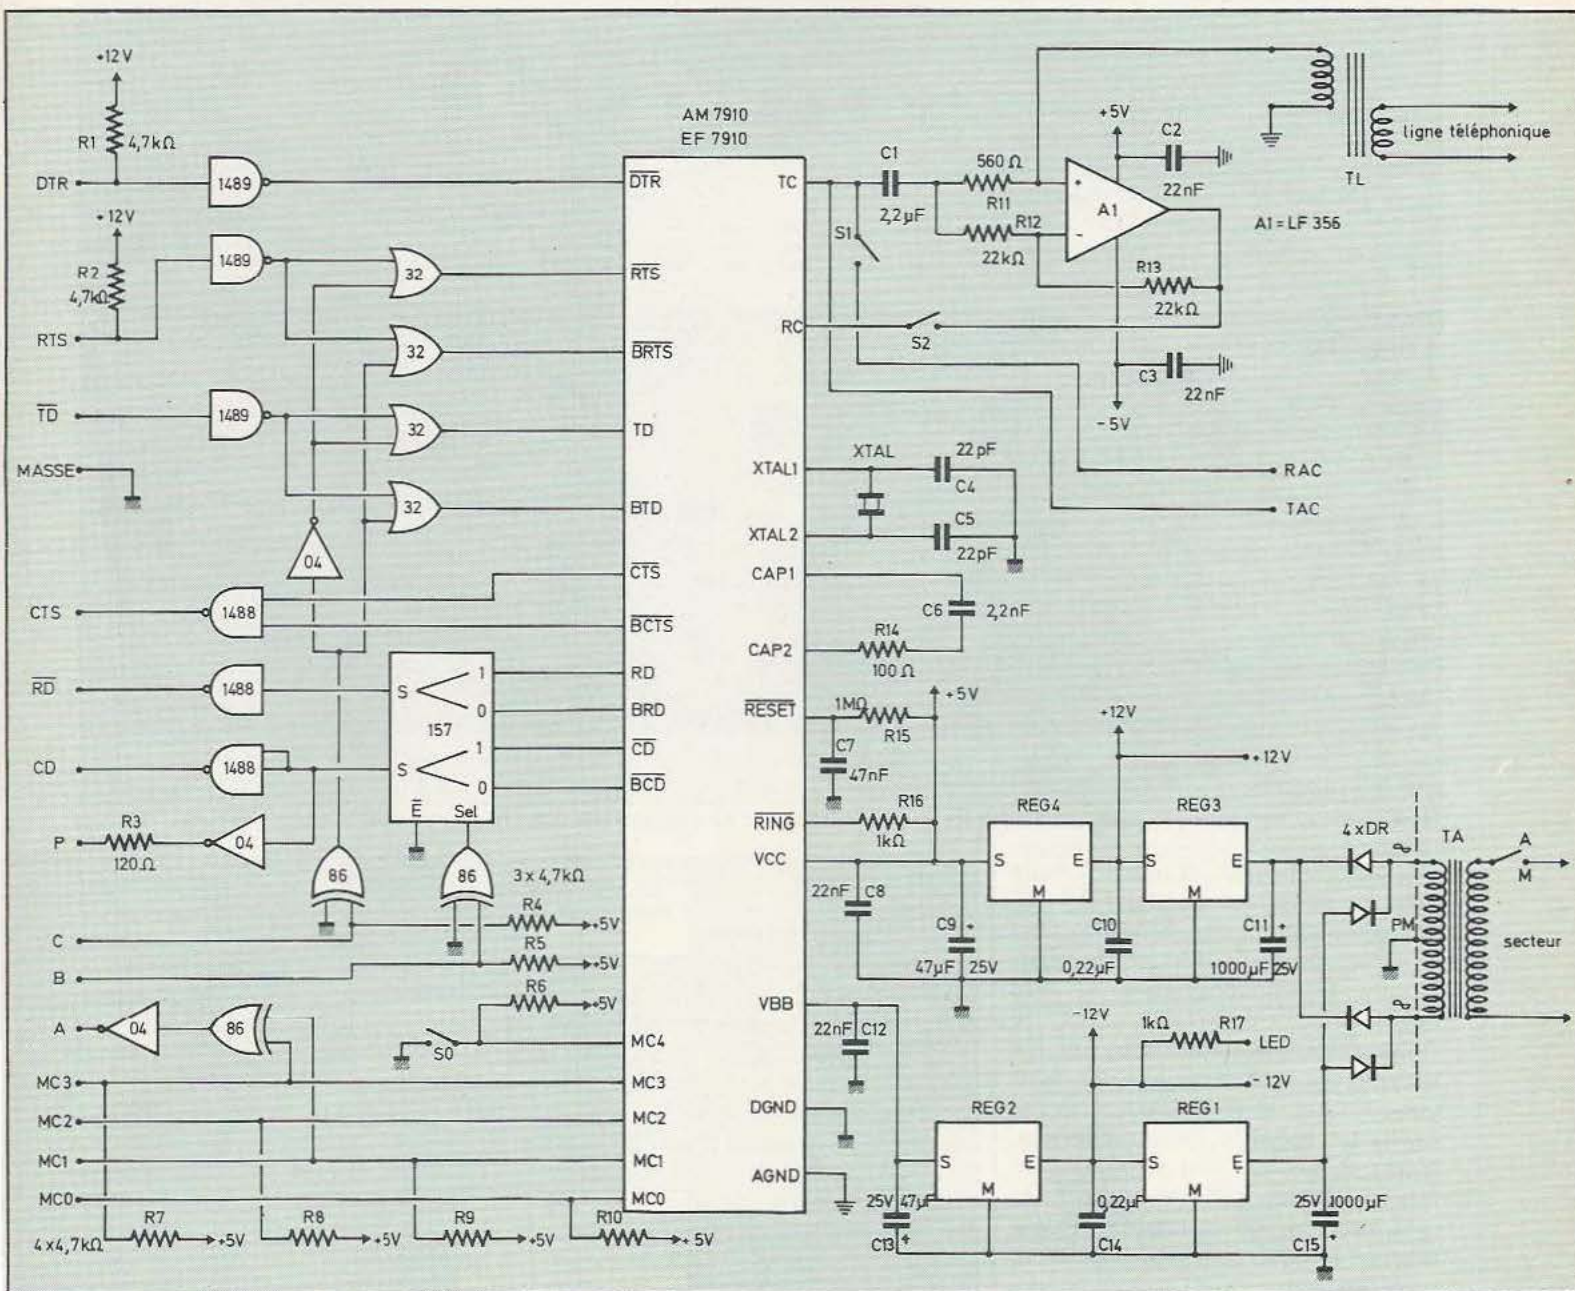 +12V
R1
4,7kΩ
DTR
1489
+12V
R2
4,7kΩ
RTS
1489
32
32
TD
1489
32
MASSE
32
04
CTS
1488
RD
1488
CD
1488
P
R3
120Ω
04
S
1
0
157
S
1
0
E
Sel
86
86
3 x 4,7kΩ
R4
+5V
C
R5
+5V
B
R6
+5V
A
04
86
S0
MC3
MC2
MC1
MC0
R7
4x4,7kΩ
+5V
R8
+5V
R9
+5V
R10
+5V
AM 7910
EF 7910
DTR
RTS
BRTS
TD
BTD
CTS
BCTS
RD
BRD
CD
BCD
MC4
MC3
MC2
MC1
MC0
TC
RC
XTAL1
XTAL2
CAP1
CAP2
RESET
RING
VCC
VBB
DGND
AGND
C1
2,2µF
S1
560 Ω
R11
R12
22kΩ
+5V
C2
22nF
+
A1
-
R13
22kΩ
S2
C3
22nF
-5V
A1 = LF 356
TL
ligne téléphonique
RAC
TAC
XTAL
22pF
C4
C5
22pF
C6
2,2nF
R14
100Ω
+5V
1MΩ
R15
C7
47nF
R16
1kΩ
22nF
C8
C9
+
47µF
25V
REG4
S
E
M
+12V
+12V
C10
0,22µF
REG3
S
E
M
C11
+
1000µF
25V
4xDR
PM
TA
A
M
secteur
22nF
C12
-12V
1kΩ
R17
LED
-12V
REG2
S
E
M
REG1
S
E
M
25V
47µF
C13
+
0,22µF
C14
25V
1000µF
C15
+